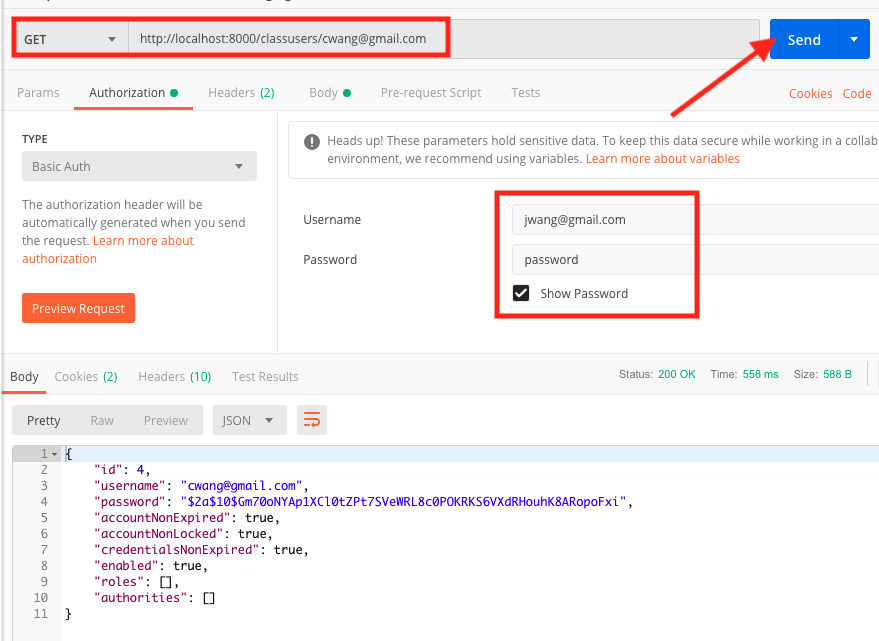 GET http://localhost:8000/classusers/cwang@gmail.com Send
Params Authorization Headers (2) Body Pre-request Script Tests Cookies Code
TYPE
Basic Auth
The authorization header will be
automatically generated when you send
the request. Learn more about
authorization
Preview Request
Heads up! These parameters hold sensitive data. To keep this data secure while working in a collab
environment, we recommend using variables. Learn more about variables
Username jwang@gmail.com
Password password
Show Password
Body Cookies (2) Headers (10) Test Results Status: 200 OK Time: 558 ms Size: 588 B
Pretty Raw Preview JSON
1 {
2 "id": 4,
3 "username": "cwang@gmail.com",
4 "password": "$2a$10$Gm70oNYAp1XCl0tZPt7SVeWRL8c0POKRKS6VXdRHouhK8ARopoFxi",
5 "accountNonExpired": true,
6 "accountNonLocked": true,
7 "credentialsNonExpired": true,
8 "enabled": true,
9 "roles": [],
10 "authorities": []
11 }